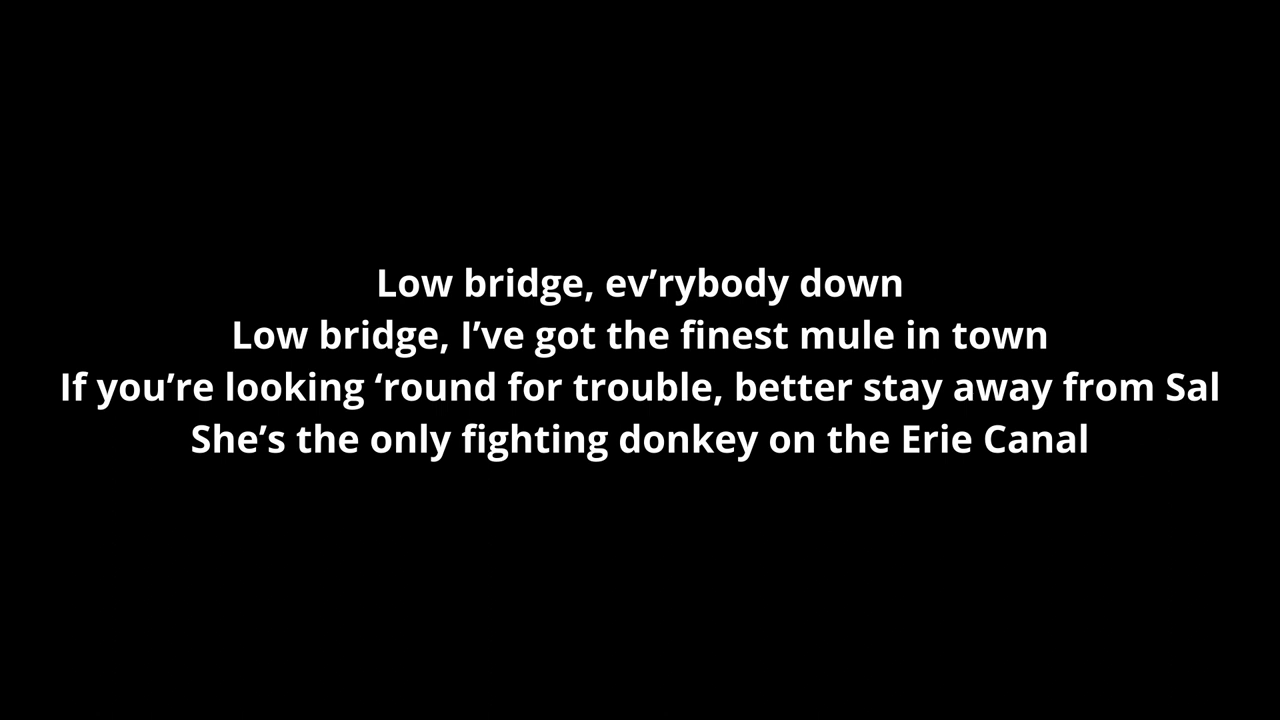 Low bridge, ev’rybody down
Low bridge, I’ve got the finest mule in town
If you’re looking ‘round for trouble, better stay away from Sal
She’s the only fighting donkey on the Erie Canal